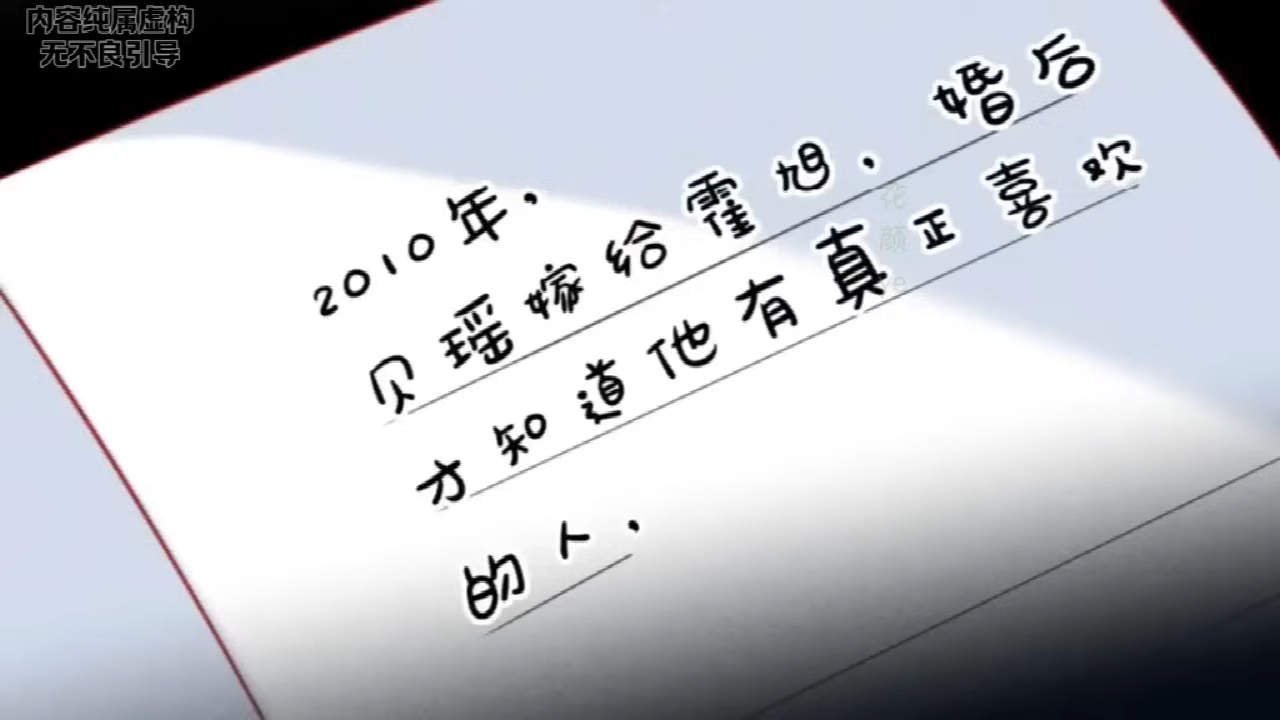 内容纯属虚构
无不良引导
2010年,
贝瑶嫁给霍旭, 婚后
才知道他有真正喜欢
的人.